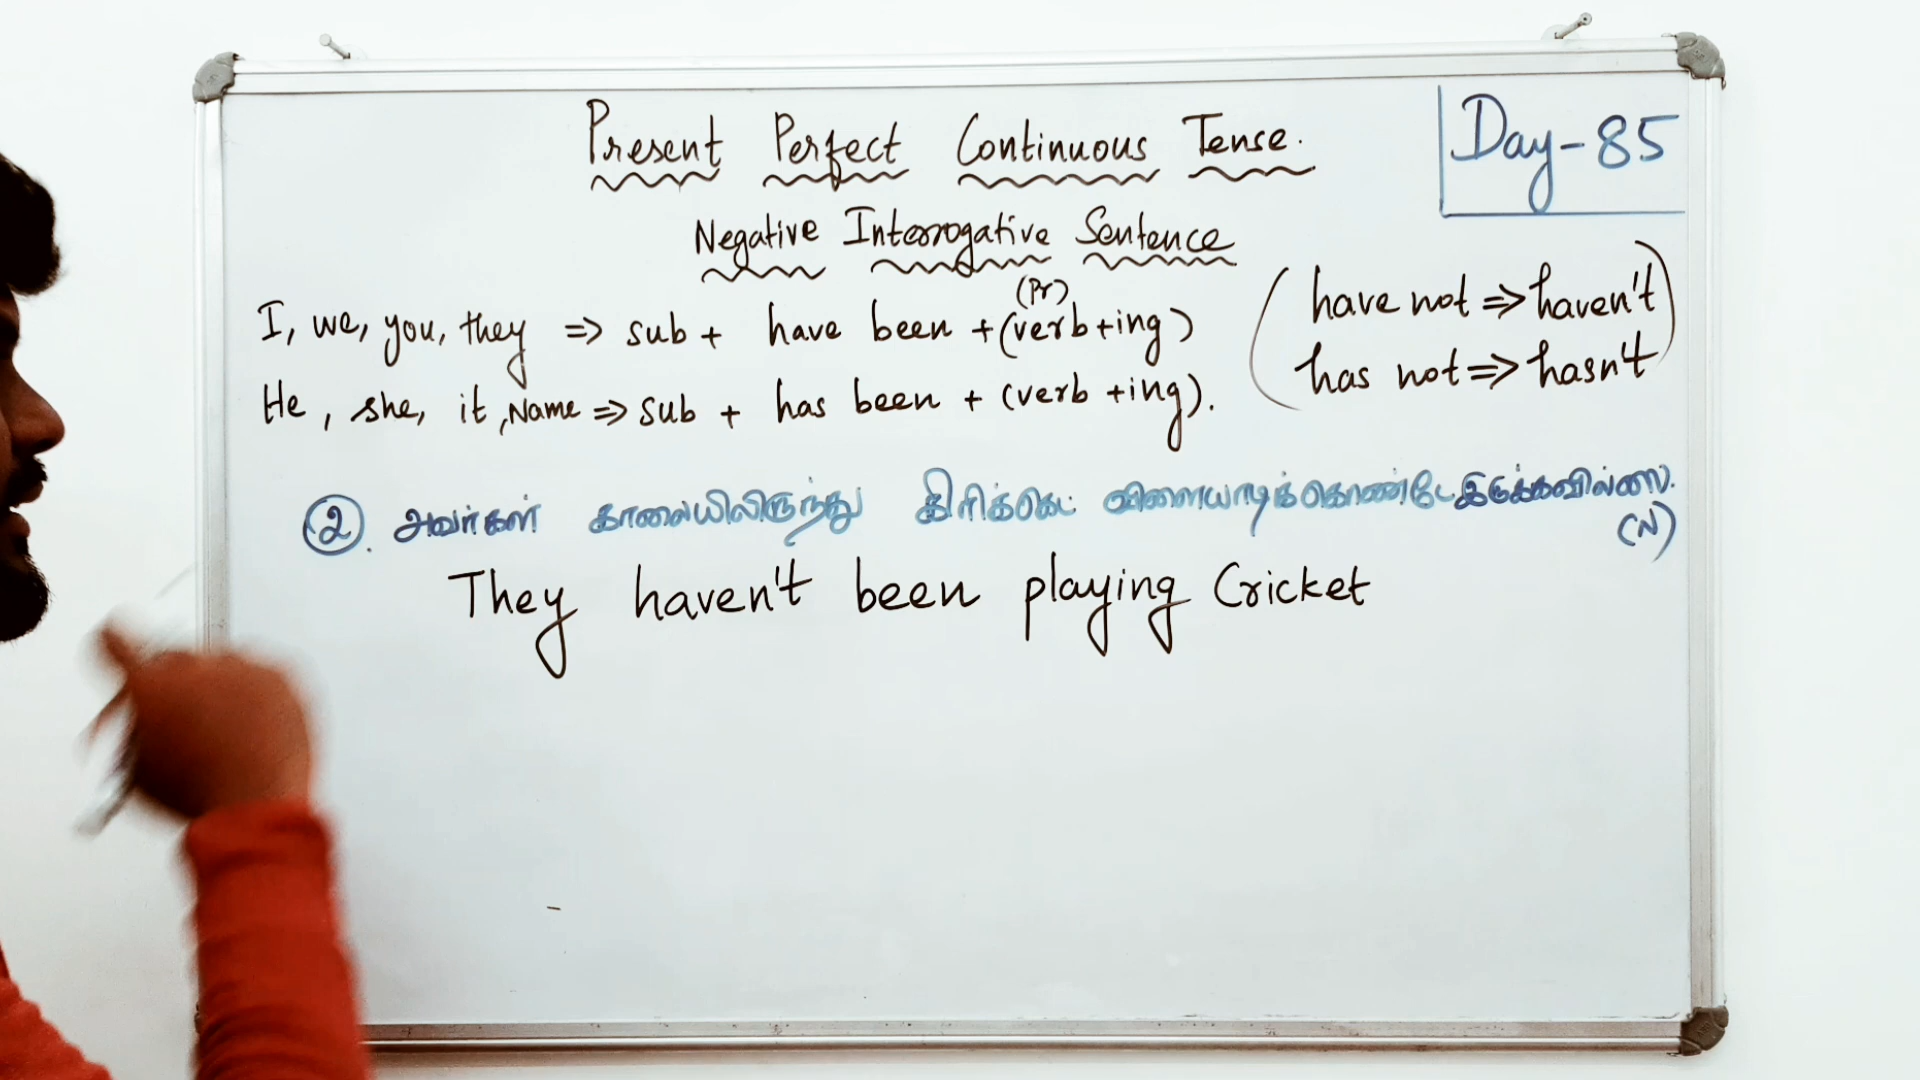 Present Perfect Continuous Tense.
Day-85
Negative Interrogative Sentence
(Pr)
I, we, you, they => sub + have been + (verb+ing)
He, she, it, Name => sub + has been + (verb +ing).
(have not => haven't)
has not => hasn't
2. அவர்கள் காலையிலிருந்து கிரிக்கெட் விளையாடிக்கொண்டே இருக்கவில்லை.
(N)
They haven't been playing Cricket